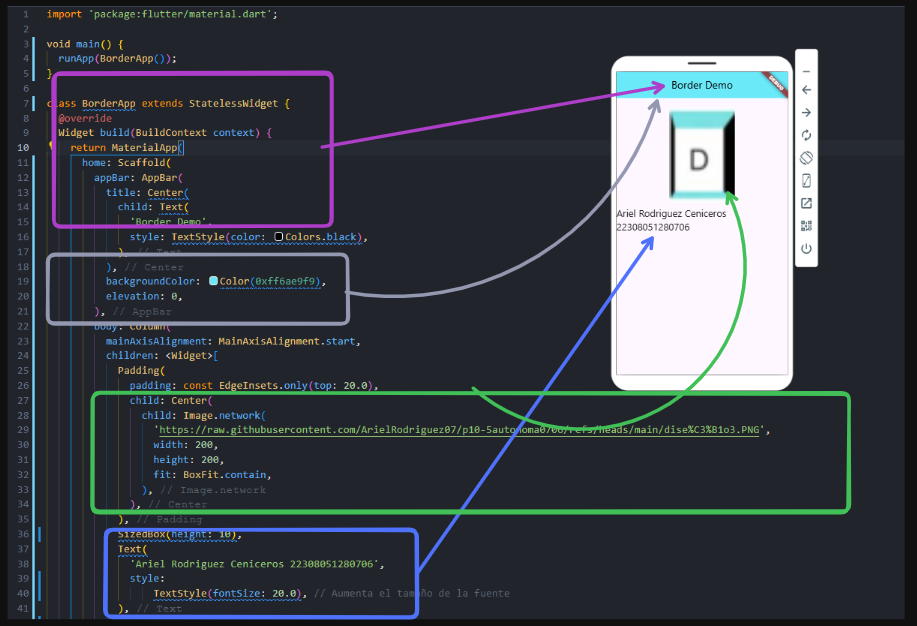 1 import 'package:flutter/material.dart';
2
3 void main() {
4 runApp(BorderApp());
5 }
6
7 class BorderApp extends StatelessWidget {
8 @override
9 Widget build(BuildContext context) {
10 return MaterialApp(
11 home: Scaffold(
12 appBar: AppBar(
13 title: Center(
14 child: Text(
15 'Border Demo',
16 style: TextStyle(color: Colors.black),
17 ), // Text
18 ), // Center
19 backgroundColor: Color(0xff6ae9f9),
20 elevation: 0,
21 ), // AppBar
22 body: Column(
23 mainAxisAlignment: MainAxisAlignment.start,
24 children: <Widget>[
25 Padding(
26 padding: const EdgeInsets.only(top: 20.0),
27 child: Center(
28 child: Image.network(
29 'https://raw.githubusercontent.com/ArielRodriguez07/p10-5autonoma0706/refs/heads/main/dise%C3%B1o3.PNG',
30 width: 200,
31 height: 200,
32 fit: BoxFit.contain,
33 ), // Image.network
34 ), // Center
35 ), // Padding
36 SizedBox(height: 10),
37 Text(
38 'Ariel Rodriguez Ceniceros 22308051280706',
39 style:
40 TextStyle(fontSize: 20.0), // Aumenta el tamaño de la fuente
41 ), // Text
Border Demo
DEBUG
D
Ariel Rodriguez Ceniceros
22308051280706